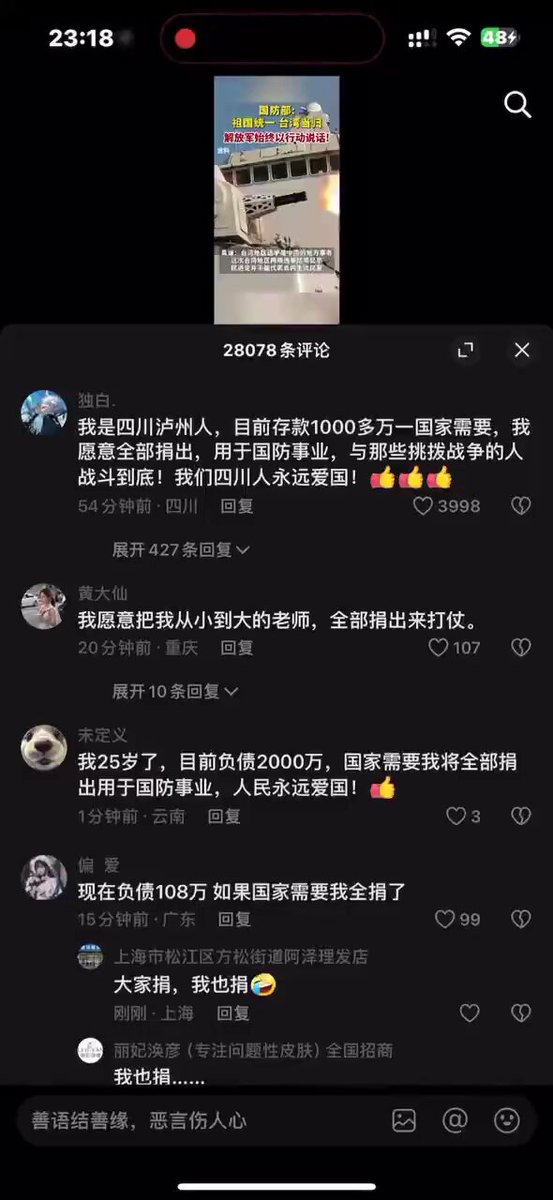 23:18
48
国防部:
祖国统一 台湾当归
解放军始终以行动说话!
28078条评论
独白.
我是四川泸州人，目前存款1000多万一国家需要，我
愿意全部捐出，用于国防事业，与那些挑拨战争的人
战斗到底！我们四川人永远爱国！👍👍👍
54分钟前 · 四川 回复 3998
展开427条回复
黄大仙
我愿意把我从小到大的老师，全部捐出来打仗。
20分钟前 · 重庆 回复 107
展开10条回复
未定义
我25岁了，目前负债2000万，国家需要我将全部捐
出用于国防事业，人民永远爱国！👍
1分钟前 · 云南 回复 3
偏 爱
现在负债108万 如果国家需要我全捐了
15分钟前 · 广东 回复 99
上海市松江区方松街道阿泽理发店
大家捐，我也捐🤣
刚刚 · 上海 回复
丽妃涣彦（专注问题性皮肤）全国招商
我也捐……
善语结善缘，恶言伤人心